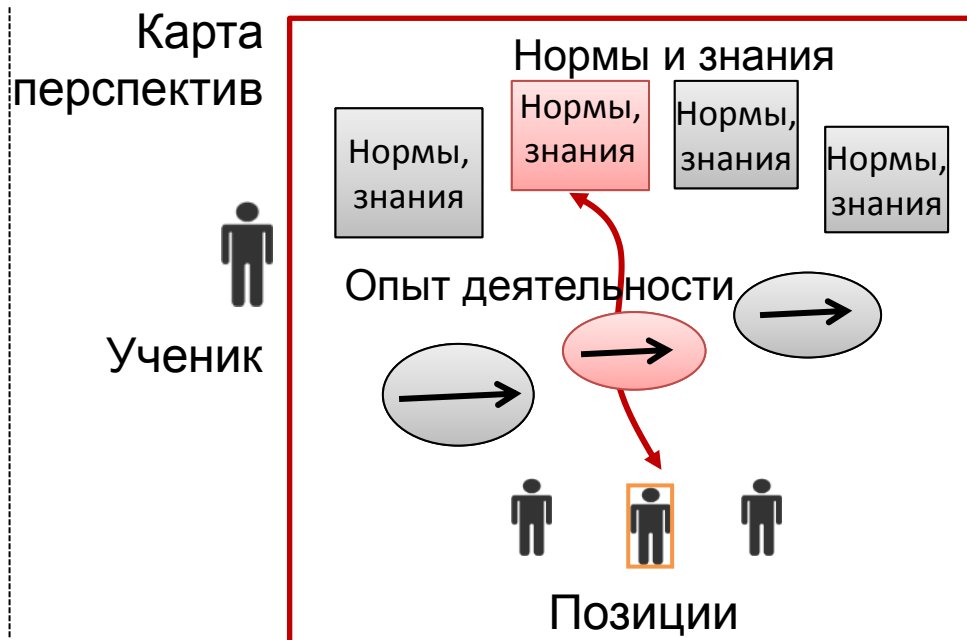 Карта
перспектив
Нормы и знания
Нормы,
знания
Нормы,
знания
Нормы,
знания
Нормы,
знания
Опыт деятельности
Ученик
Позиции